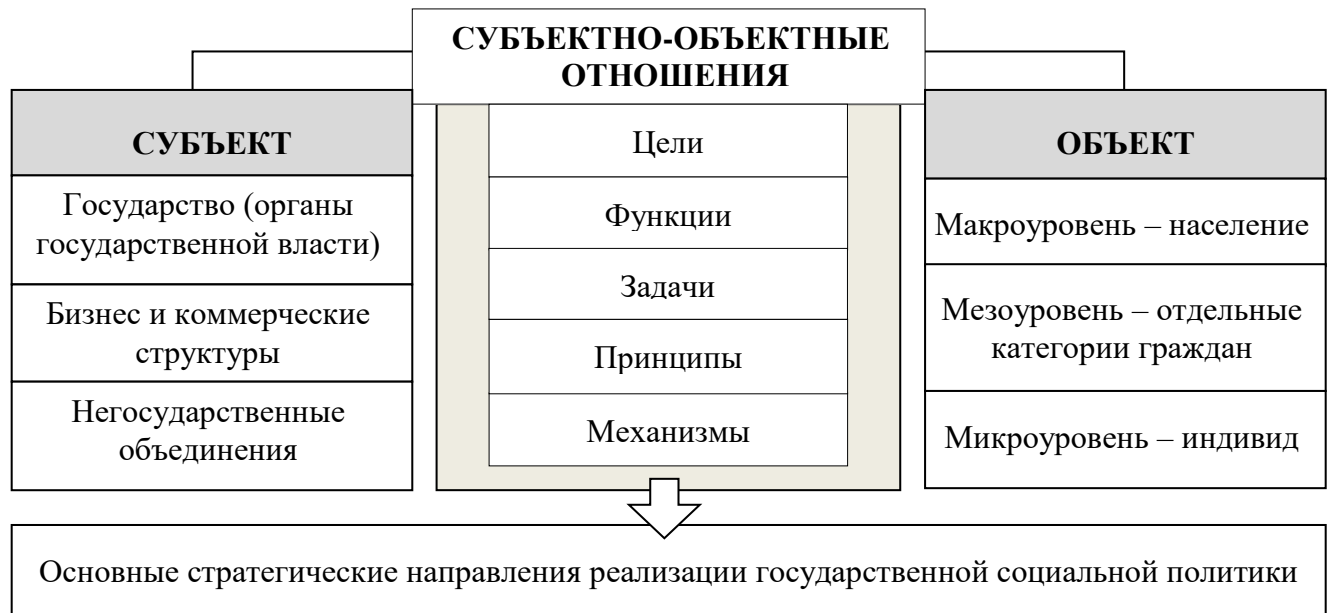 СУБЪЕКТНО-ОБЪЕКТНЫЕ
ОТНОШЕНИЯ
СУБЪЕКТ
Государство (органы
государственной власти)
Бизнес и коммерческие
структуры
Негосударственные
объединения
Цели
Функции
Задачи
Принципы
Механизмы
ОБЪЕКТ
Макроуровень – население
Мезоуровень – отдельные
категории граждан
Микроуровень – индивид
Основные стратегические направления реализации государственной социальной политики